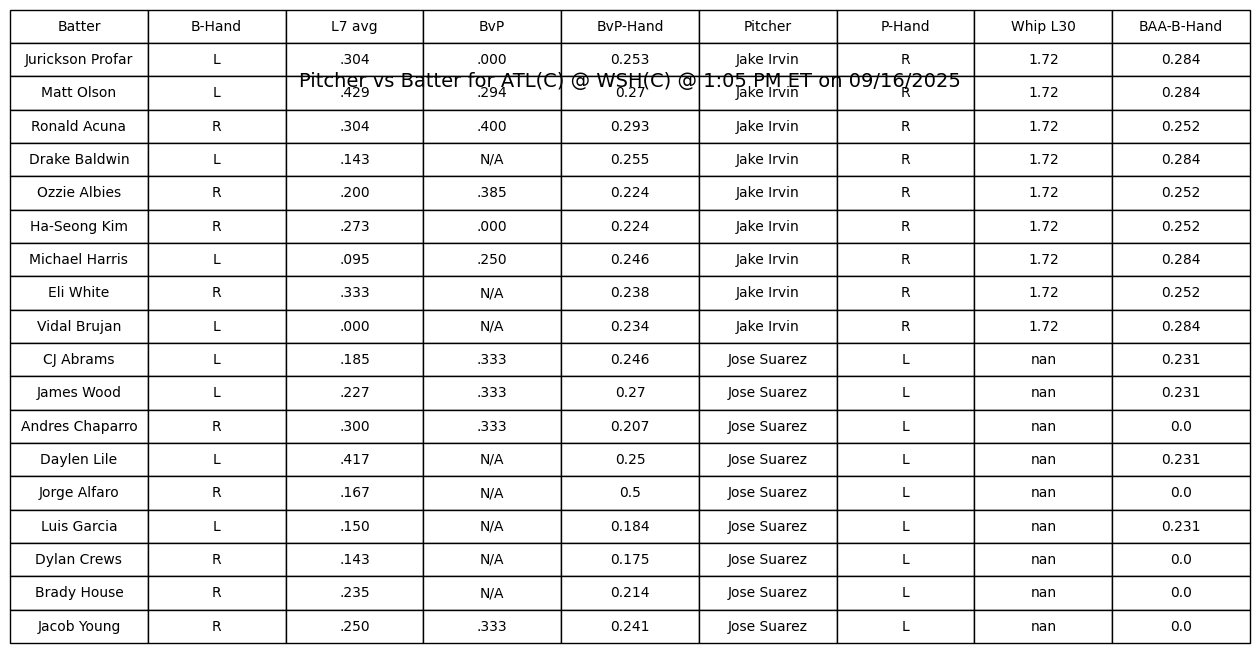 Batter B-Hand L7 avg BvP BvP-Hand Pitcher P-Hand Whip L30 BAA-B-Hand
Jurickson Profar L .304 .000 0.253 Jake Irvin R 1.72 0.284
Pitcher vs Batter for ATL(C) @ WSH(C) @ 1:05 PM ET on 09/16/2025
Matt Olson L .429 .294 0.27 Jake Irvin R 1.72 0.284
Ronald Acuna R .304 .400 0.293 Jake Irvin R 1.72 0.252
Drake Baldwin L .143 N/A 0.255 Jake Irvin R 1.72 0.284
Ozzie Albies R .200 .385 0.224 Jake Irvin R 1.72 0.252
Ha-Seong Kim R .273 .000 0.224 Jake Irvin R 1.72 0.252
Michael Harris L .095 .250 0.246 Jake Irvin R 1.72 0.284
Eli White R .333 N/A 0.238 Jake Irvin R 1.72 0.252
Vidal Brujan L .000 N/A 0.234 Jake Irvin R 1.72 0.284
CJ Abrams L .185 .333 0.246 Jose Suarez L nan 0.231
James Wood L .227 .333 0.27 Jose Suarez L nan 0.231
Andres Chaparro R .300 .333 0.207 Jose Suarez L nan 0.0
Daylen Lile L .417 N/A 0.25 Jose Suarez L nan 0.231
Jorge Alfaro R .167 N/A 0.5 Jose Suarez L nan 0.0
Luis Garcia L .150 N/A 0.184 Jose Suarez L nan 0.231
Dylan Crews R .143 N/A 0.175 Jose Suarez L nan 0.0
Brady House R .235 N/A 0.214 Jose Suarez L nan 0.0
Jacob Young R .250 .333 0.241 Jose Suarez L nan 0.0